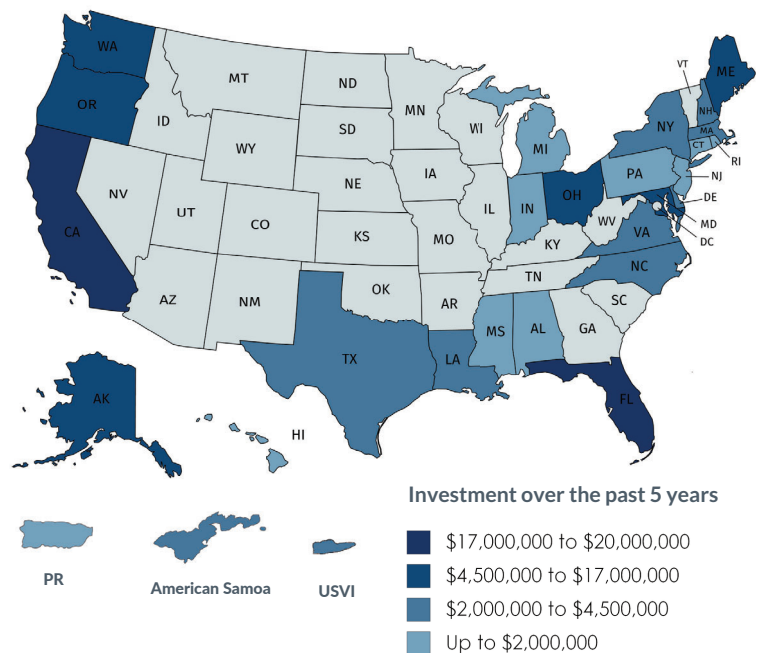 WA
MT
ND
MN
VT
ME
OR
ID
SD
WI
NH
NY
MA
WY
MI
CT
RI
NE
IA
PA
NJ
NV
UT
CO
IL
IN
OH
DE
WV
MD
CA
KS
MO
KY
VA
DC
NC
TN
AZ
NM
OK
AR
SC
MS
AL
GA
TX
LA
AK
FL
HI
Investment over the past 5 years
$17,000,000 to $20,000,000
$4,500,000 to $17,000,000
$2,000,000 to $4,500,000
Up to $2,000,000
PR
American Samoa
USVI